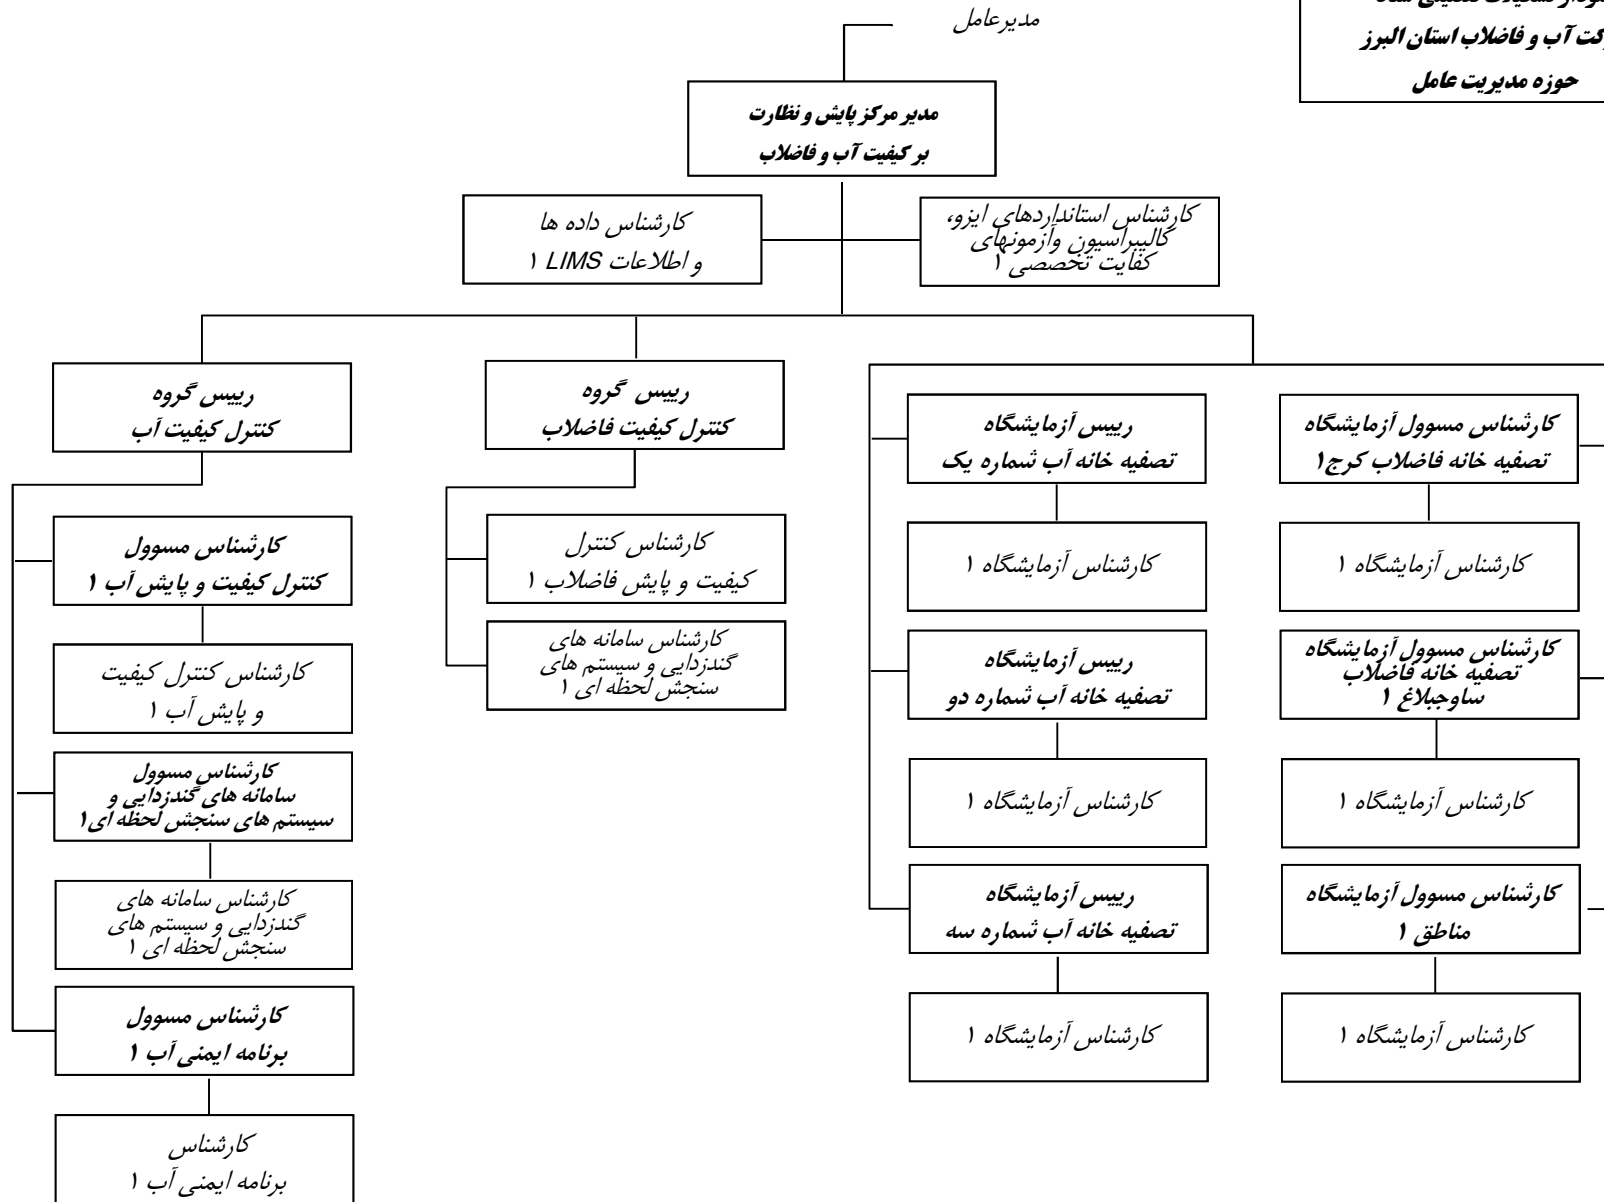 مدیرعامل
آب و فاضلاب استان البرز
حوزه مدیریت عامل
مدیر مرکز پایش و نظارت
بر کیفیت آب و فاضلاب
کارشناس استانداردهای ایزو،
کالیبراسیون وآزمونهای
کفایت تخصصی ۱
کارشناس داده ها
و اطلاعات LIMS ۱
کارشناس مسوول آزمایشگاه
تصفیه خانه فاضلاب کرج۱
کارشناس آزمایشگاه ۱
کارشناس مسوول آزمایشگاه
تصفیه خانه فاضلاب
ساوجبلاغ ۱
کارشناس آزمایشگاه ۱
کارشناس مسوول آزمایشگاه
مناطق ۱
کارشناس آزمایشگاه ۱
رییس آزمایشگاه
تصفیه خانه آب شماره یک
کارشناس آزمایشگاه ۱
رییس آزمایشگاه
تصفیه خانه آب شماره دو
کارشناس آزمایشگاه ۱
رییس آزمایشگاه
تصفیه خانه آب شماره سه
کارشناس آزمایشگاه ۱
رییس گروه
کنترل کیفیت فاضلاب
کارشناس کنترل
کیفیت و پایش فاضلاب ۱
کارشناس سامانه های
گندزدایی و سیستم های
سنجش لحظه ای ۱
رییس گروه
کنترل کیفیت آب
کارشناس مسوول
کنترل کیفیت و پایش آب ۱
کارشناس کنترل کیفیت
و پایش آب ۱
کارشناس مسوول
سامانه های گندزدایی و
سیستم های سنجش لحظه ای۱
کارشناس سامانه های
گندزدایی و سیستم های
سنجش لحظه ای ۱
کارشناس مسوول
برنامه ایمنی آب ۱
کارشناس
برنامه ایمنی آب ۱